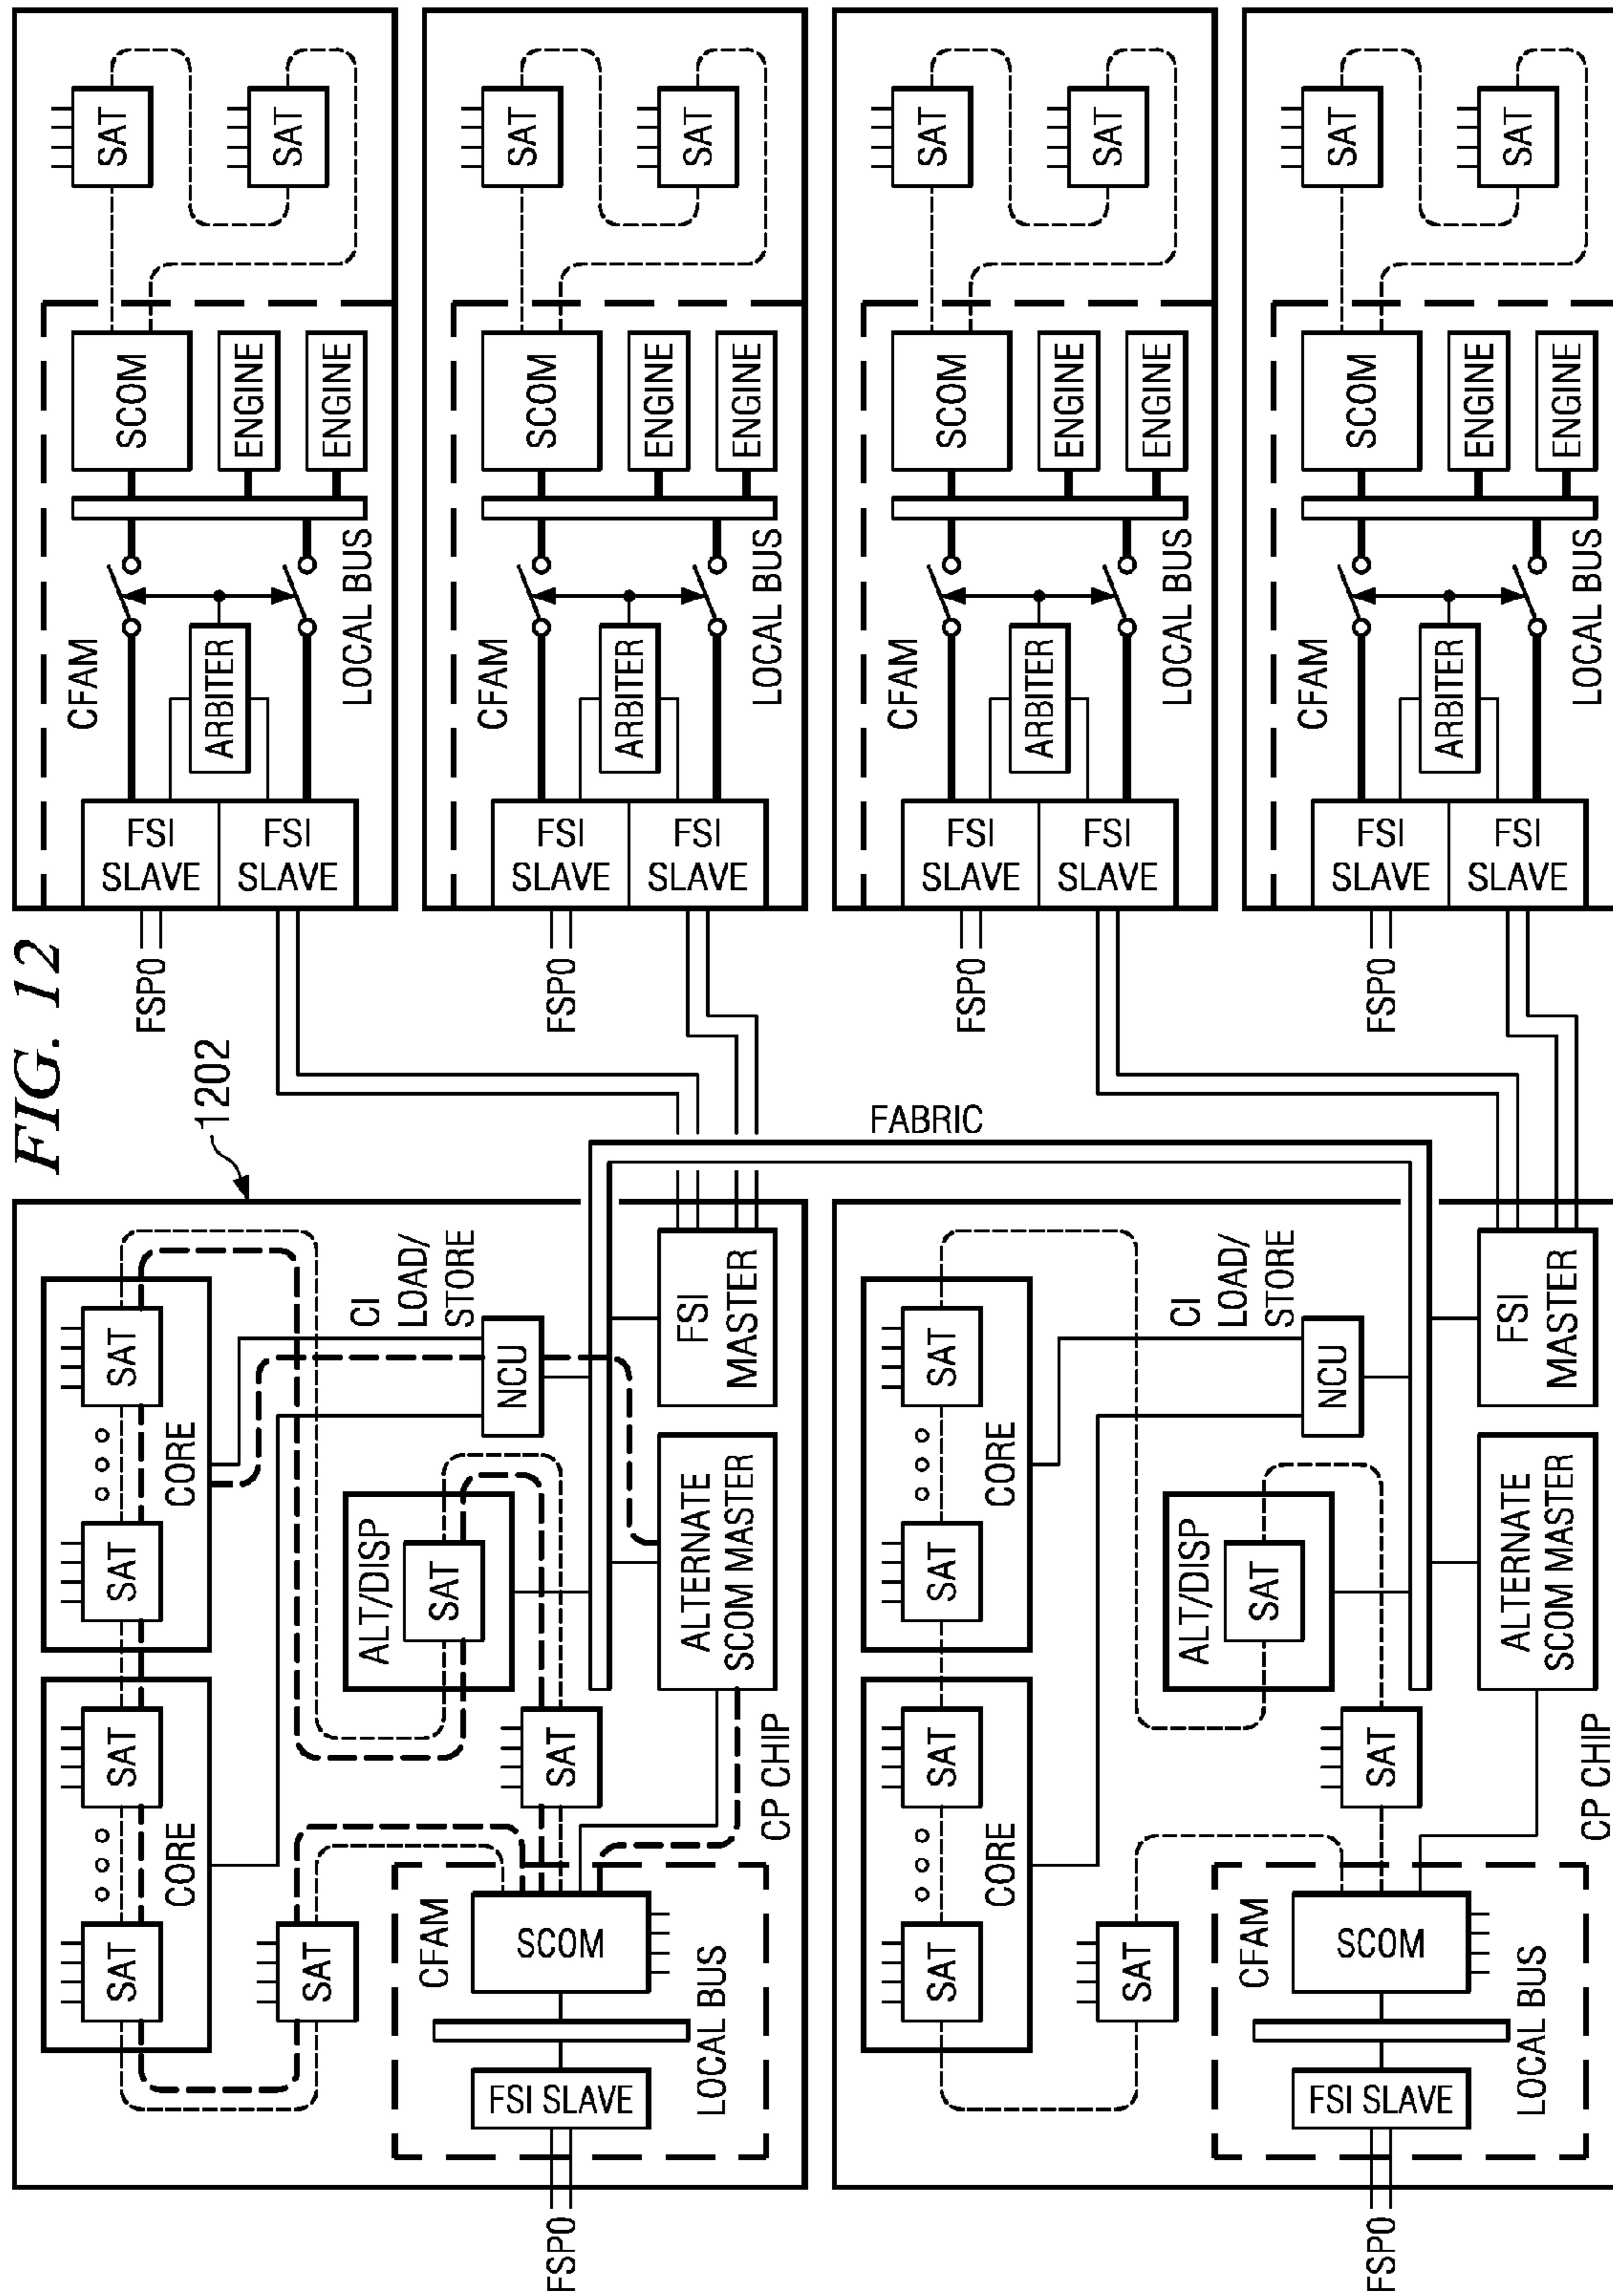 FIG. 12
1202
SAT
SAT
CORE
SAT
SAT
CORE
SAT
CI
LOAD/
STORE
ALT/DISP
SAT
NCU
SAT
CFAM
FSI SLAVE
SCOM
LOCAL BUS
FSP0
ALTERNATE
SCOM MASTER
FSI
MASTER
CP CHIP
FABRIC
SAT
SAT
CORE
SAT
SAT
CORE
SAT
CI
LOAD/
STORE
ALT/DISP
SAT
NCU
SAT
CFAM
FSI SLAVE
SCOM
LOCAL BUS
FSP0
ALTERNATE
SCOM MASTER
FSI
MASTER
CP CHIP
FSP0
CFAM
FSI
SLAVE
FSI
SLAVE
ARBITER
LOCAL BUS
SCOM
ENGINE
ENGINE
SAT
SAT
FSP0
CFAM
FSI
SLAVE
FSI
SLAVE
ARBITER
LOCAL BUS
SCOM
ENGINE
ENGINE
SAT
SAT
FSP0
CFAM
FSI
SLAVE
FSI
SLAVE
ARBITER
LOCAL BUS
SCOM
ENGINE
ENGINE
SAT
SAT
FSP0
CFAM
FSI
SLAVE
FSI
SLAVE
ARBITER
LOCAL BUS
SCOM
ENGINE
ENGINE
SAT
SAT